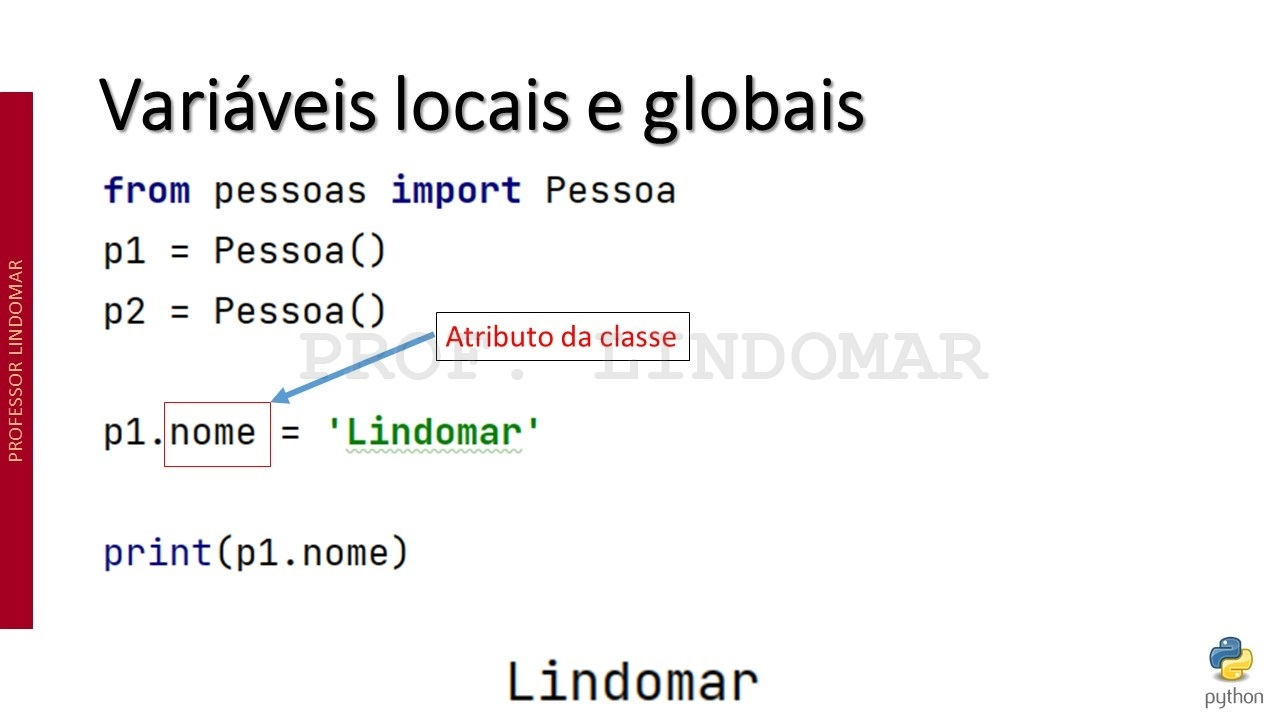 Variáveis locais e globais
from pessoas import Pessoa
p1 = Pessoa()
p2 = Pessoa()
Atributo da classe
PROF. LINDOMAR
p1.nome = 'Lindomar'
print(p1.nome)
Lindomar
PROFESSOR LINDOMAR
python